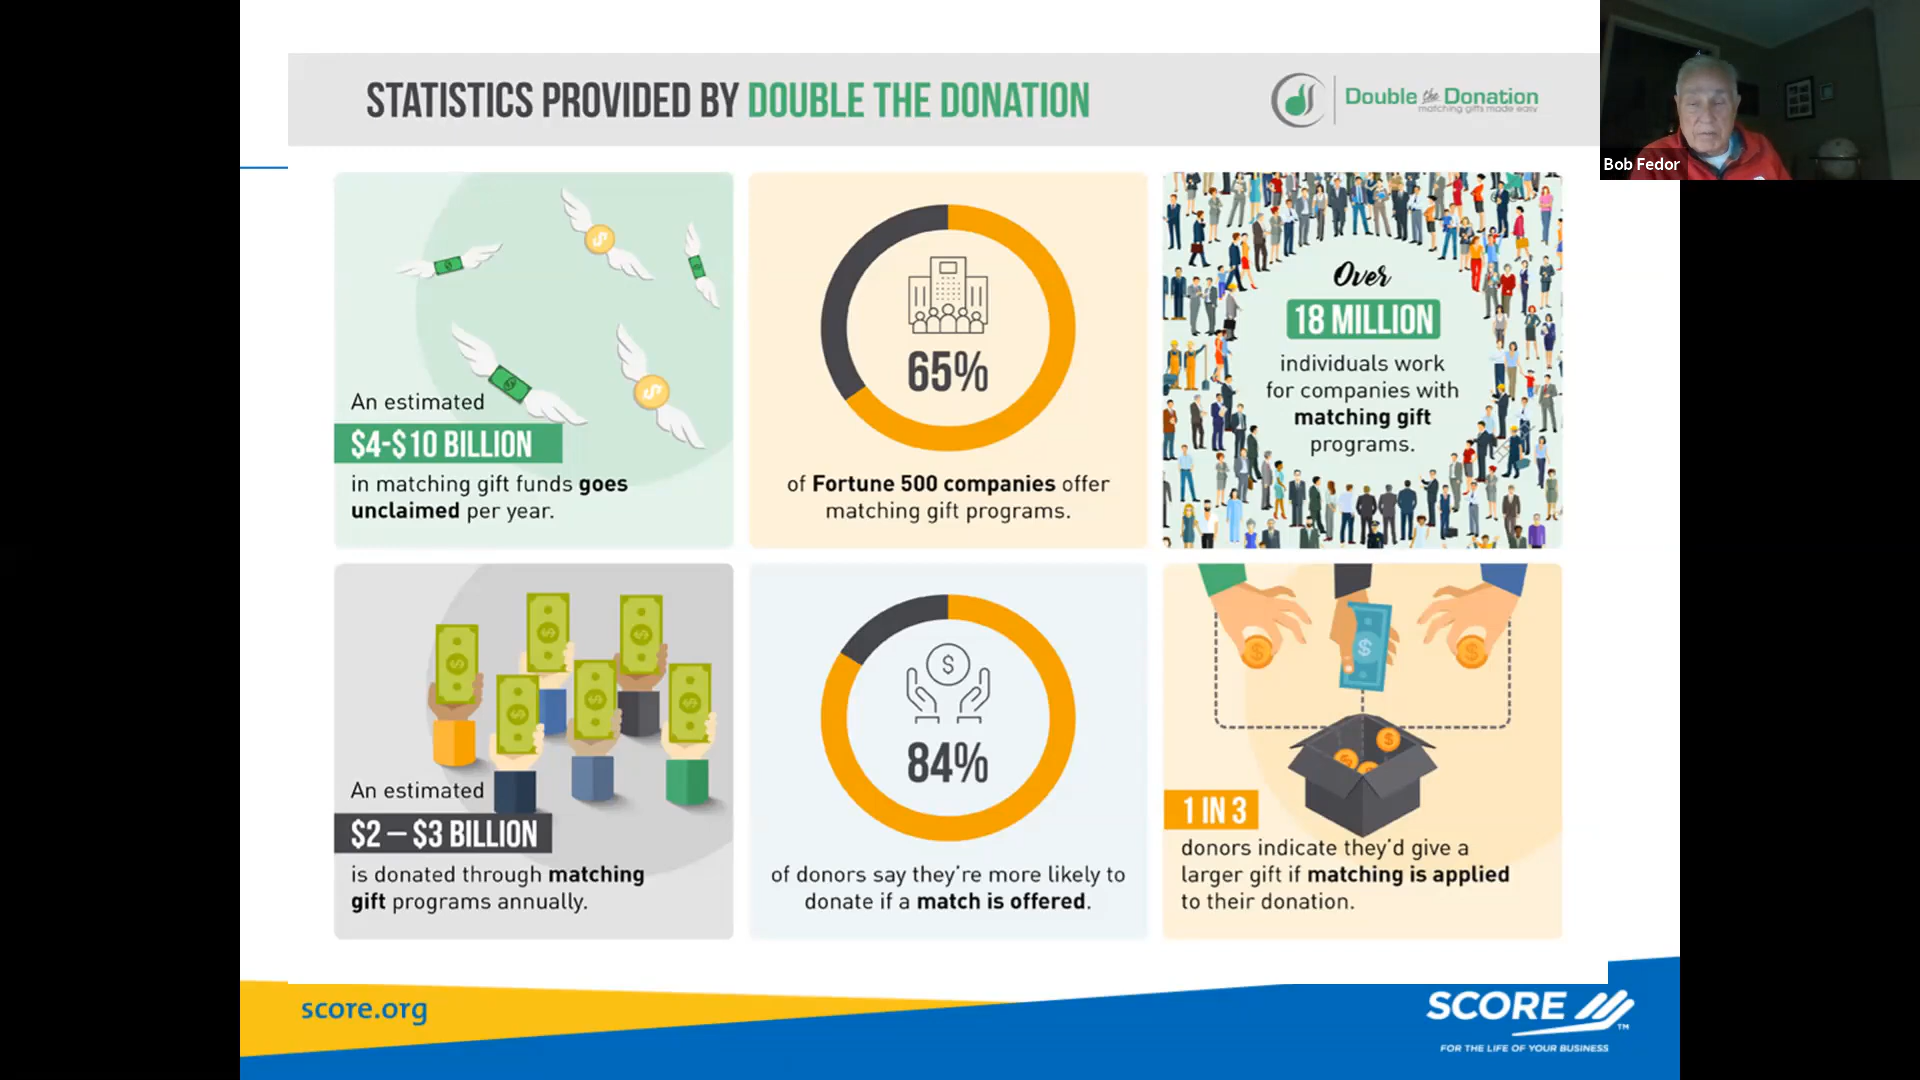 STATISTICS PROVIDED BY DOUBLE THE DONATION
Double the Donation
matching gifts made easy
Bob Fedor
An estimated
$4-$10 BILLION
in matching gift funds goes
unclaimed per year.
65%
of Fortune 500 companies offer
matching gift programs.
Over
18 MILLION
individuals work
for companies with
matching gift
programs.
An estimated
$2 – $3 BILLION
is donated through matching
gift programs annually.
84%
of donors say they're more likely to
donate if a match is offered.
1 IN 3
donors indicate they'd give a
larger gift if matching is applied
to their donation.
score.org
SCORE
TM
FOR THE LIFE OF YOUR BUSINESS